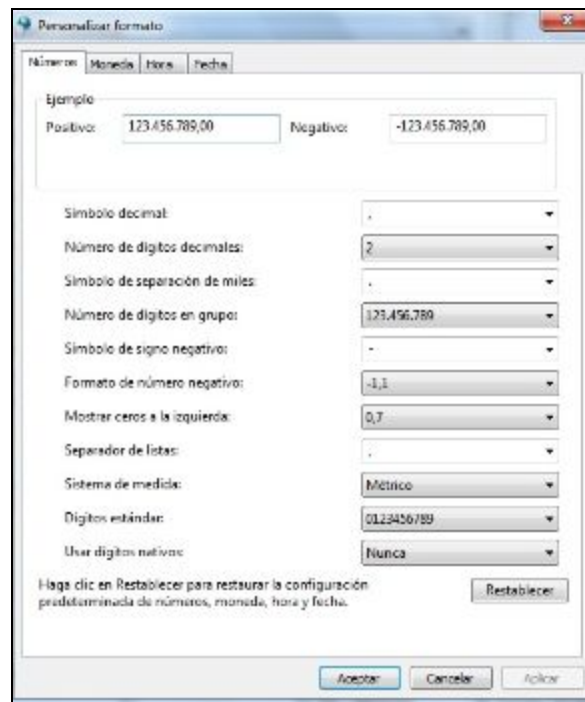 Personalizar formato
Números Moneda Hora Fecha
Ejemplo
Positivo: 123.456.789,00 Negativo: -123.456.789,00
Símbolo decimal: ,
Número de dígitos decimales: 2
Símbolo de separación de miles: .
Número de dígitos en grupo: 123.456.789
Símbolo de signo negativo: -
Formato de número negativo: -1,1
Mostrar ceros a la izquierda: 0,7
Separador de listas:
Sistema de medida: Métrico
Dígitos estándar: 0123456789
Usar dígitos nativos: Nunca
Haga clic en Restablecer para restaurar la configuración
predeterminada de números, moneda, hora y fecha.
Restablecer
Aceptar Cancelar Aplicar